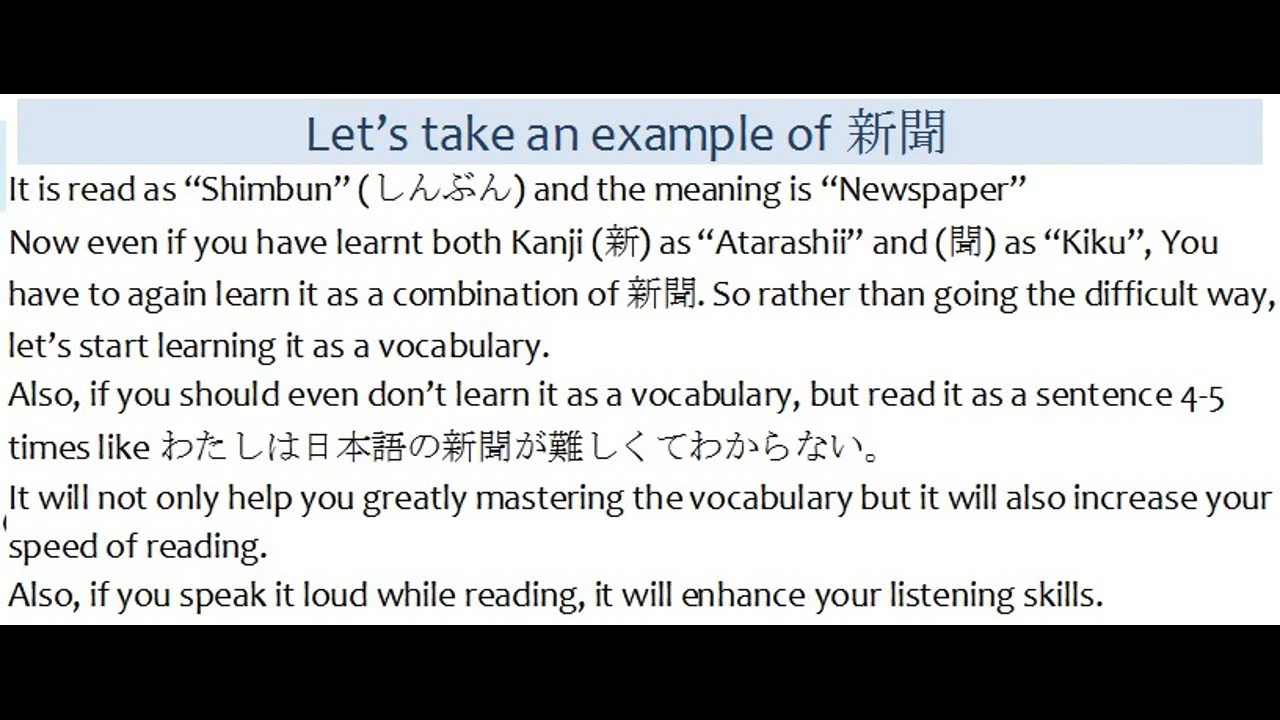 Let’s take an example of 新聞
It is read as “Shimbun” (しんぶん) and the meaning is “Newspaper”
Now even if you have learnt both Kanji (新) as “Atarashii” and (聞) as “Kiku”, You
have to again learn it as a combination of 新聞. So rather than going the difficult way,
let’s start learning it as a vocabulary.
Also, if you should even don’t learn it as a vocabulary, but read it as a sentence 4-5
times like わたしは日本語の新聞が難しくてわからない。
It will not only help you greatly mastering the vocabulary but it will also increase your
speed of reading.
Also, if you speak it loud while reading, it will enhance your listening skills.